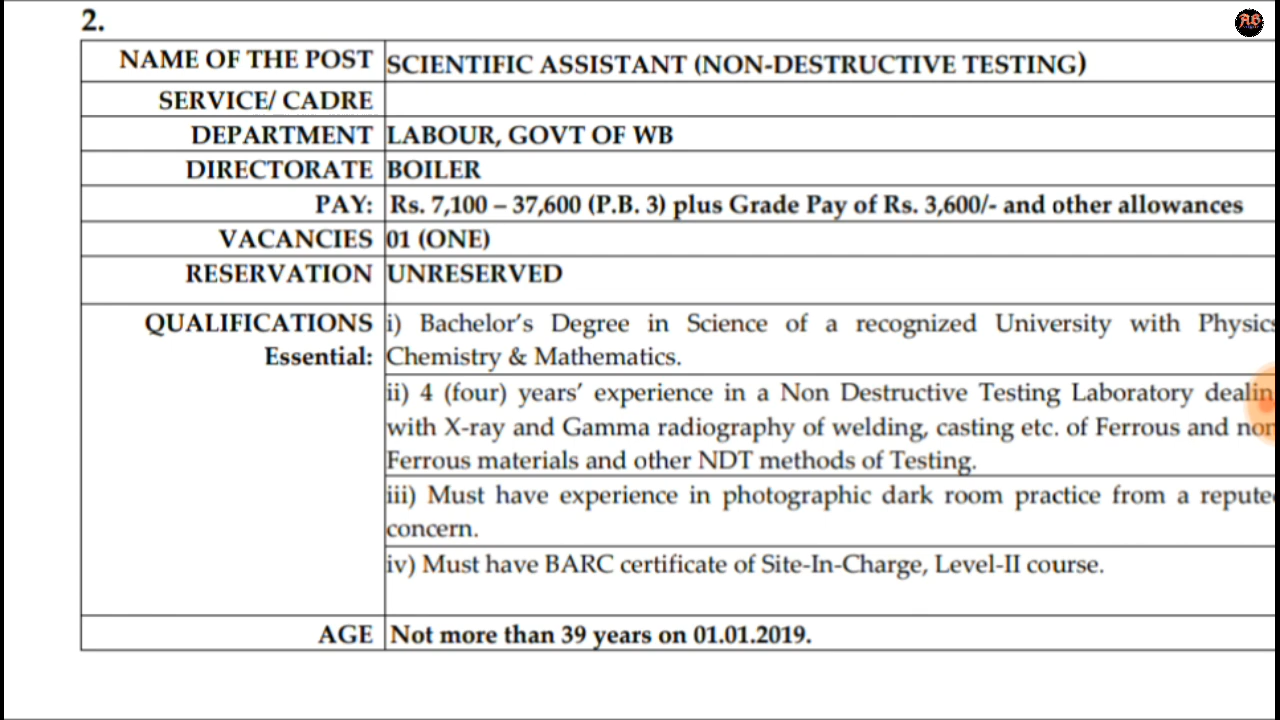 2.
NAME OF THE POST SCIENTIFIC ASSISTANT (NON-DESTRUCTIVE TESTING)
SERVICE/ CADRE
DEPARTMENT LABOUR, GOVT OF WB
DIRECTORATE BOILER
PAY: Rs. 7,100 – 37,600 (P.B. 3) plus Grade Pay of Rs. 3,600/- and other allowances
VACANCIES 01 (ONE)
RESERVATION UNRESERVED
QUALIFICATIONS i) Bachelor’s Degree in Science of a recognized University with Physics
Essential: Chemistry & Mathematics.
ii) 4 (four) years’ experience in a Non Destructive Testing Laboratory dealin
with X-ray and Gamma radiography of welding, casting etc. of Ferrous and non
Ferrous materials and other NDT methods of Testing.
iii) Must have experience in photographic dark room practice from a repute
concern.
iv) Must have BARC certificate of Site-In-Charge, Level-II course.
AGE Not more than 39 years on 01.01.2019.